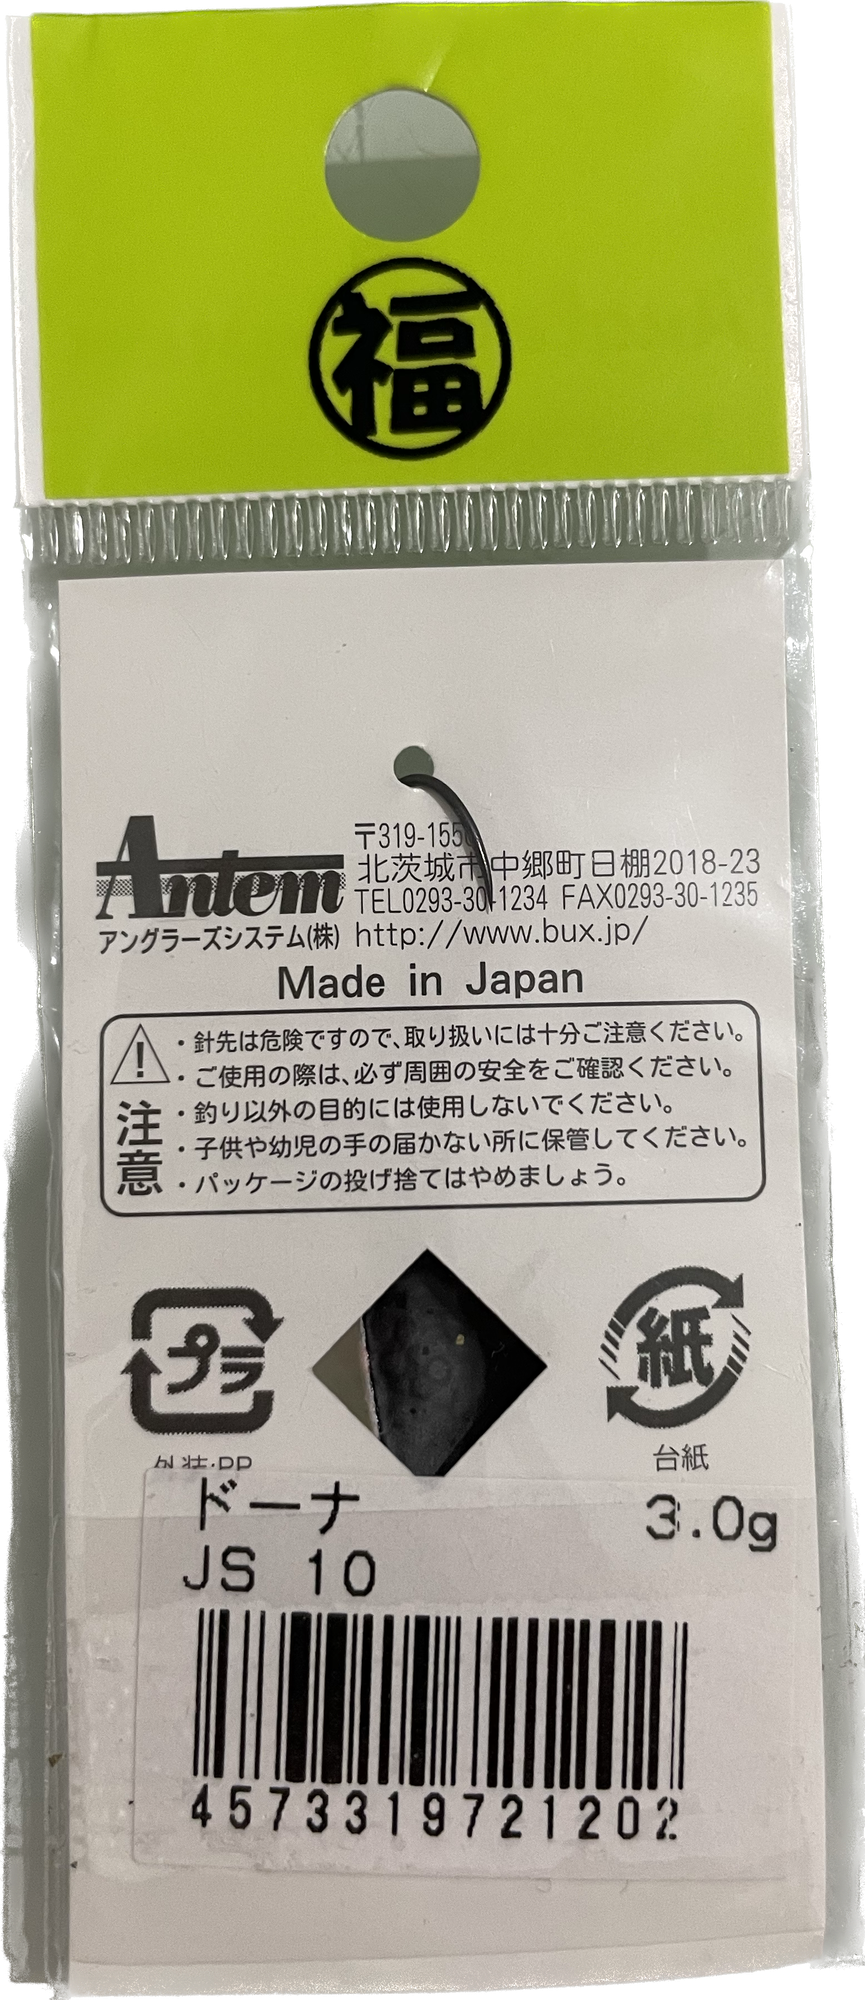 福
Antem
アングラーズシステム(株)
〒319-155
北茨城市中郷町日棚2018-23
TEL0293-30-1234 FAX0293-30-1235
http://www.bux.jp/
Made in Japan
注意
・針先は危険ですので、取り扱いには十分ご注意ください。
・ご使用の際は、必ず周囲の安全をご確認ください。
・釣り以外の目的には使用しないでください。
・子供や幼児の手の届かない所に保管してください。
・パッケージの投げ捨てはやめましょう。
プラ
紙
外装:PP
台紙
ドーナ 3.0g
JS 10
4573319721202